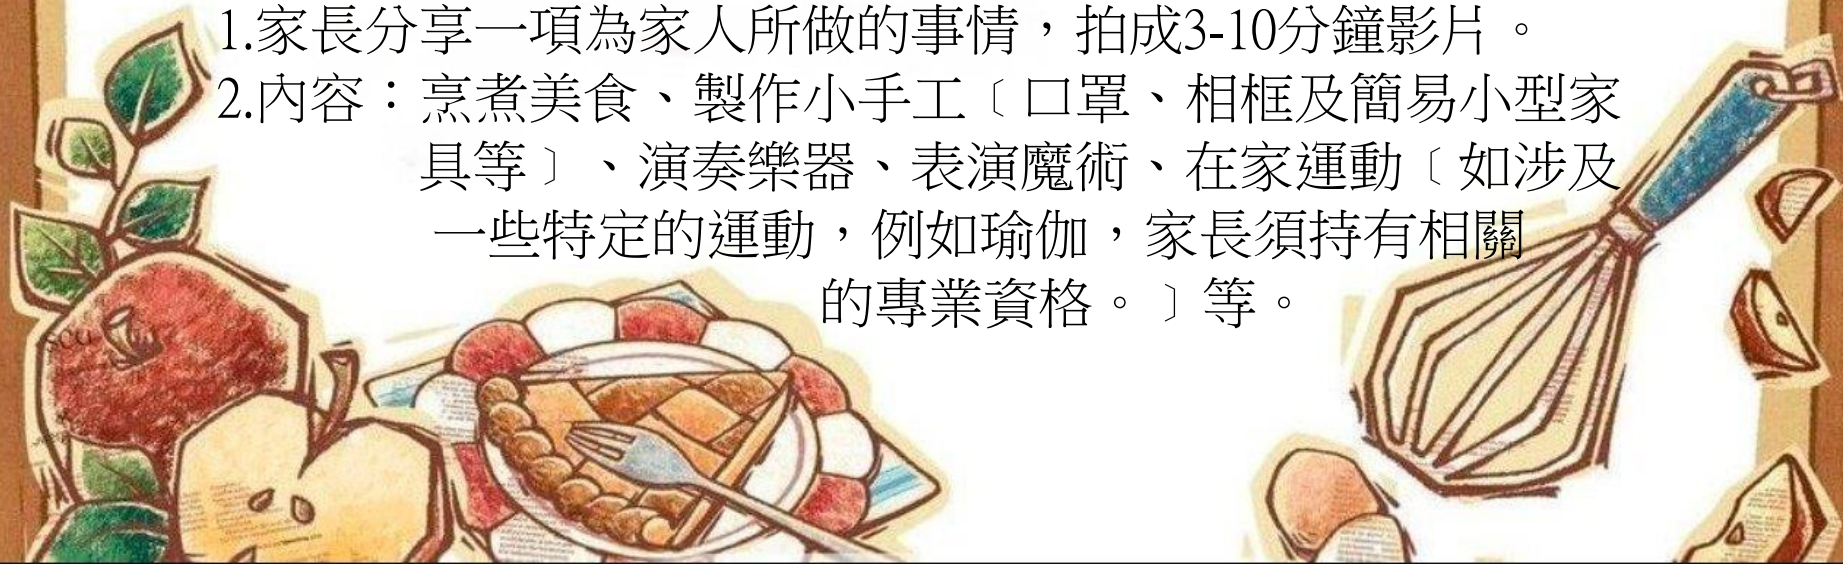 1.家長分享一項為家人所做的事情，拍成3-10分鐘影片。
2.內容：烹煮美食、製作小手工﹝口罩、相框及簡易小型家
具等﹞、演奏樂器、表演魔術、在家運動﹝如涉及
一些特定的運動，例如瑜伽，家長須持有相關
的專業資格。﹞等。